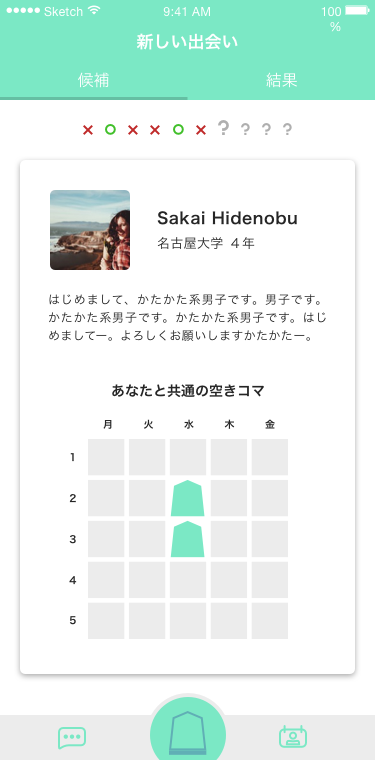 Sketch 9:41 AM 100
%
新しい出会い
候補 結果
? ? ? ?
Sakai Hidenobu
名古屋大学 4年
はじめまして、かたかた系男子です。男子です。
かたかた系男子です。かたかた系男子です。はじ
めましてー。よろしくお願いしますかたかたー。
あなたと共通の空きコマ
月 火 水 木 金
1
2
3
4
5